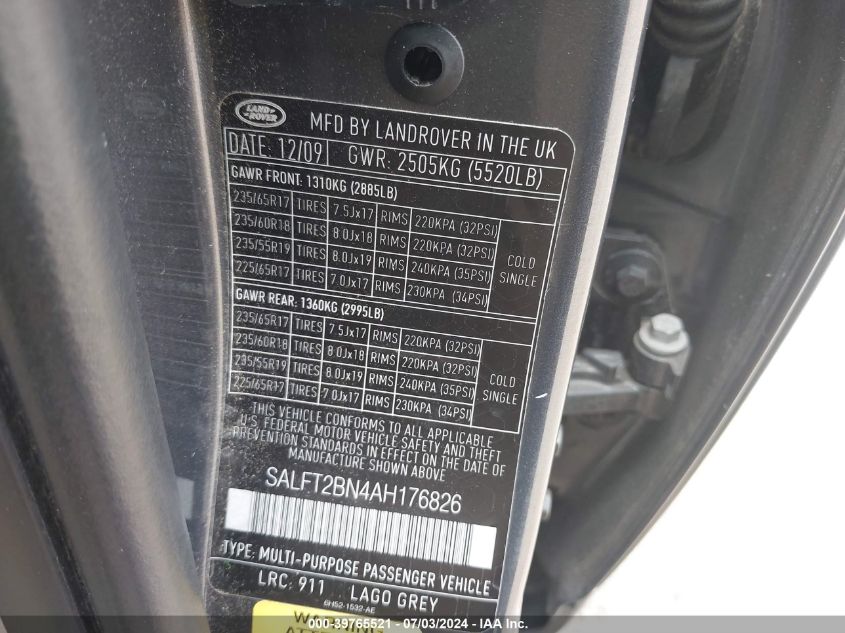 LAND
ROVER
MFD BY LANDROVER IN THE UK
DATE: 12/09 GWR: 2505KG (5520LB)
GAWR FRONT: 1310KG (2885LB)
235/65R17 TIRES 7.5Jx17 RIMS 220KPA (32PSI)
235/60R18 TIRES 8.0Jx18 RIMS 220KPA (32PSI)
235/55R19 TIRES 8.0Jx19 RIMS 240KPA (35PSI)
225/65R17 TIRES 7.0Jx17 RIMS 230KPA (34PSI)
COLD
SINGLE
GAWR REAR: 1360KG (2995LB)
235/65R17 TIRES 7.5Jx17 RIMS 220KPA (32PSI)
235/60R18 TIRES 8.0Jx18 RIMS 220KPA (32PSI)
235/55R19 TIRES 8.0Jx19 RIMS 240KPA (35PSI)
225/65R17 TIRES 7.0Jx17 RIMS 230KPA (34PSI)
COLD
SINGLE
THIS VEHICLE CONFORMS TO ALL APPLICABLE
U.S. FEDERAL MOTOR VEHICLE SAFETY AND THEFT
PREVENTION STANDARDS IN EFFECT ON THE DATE
OF MANUFACTURE SHOWN ABOVE
SALFT2BN4AH176826
TYPE: MULTI-PURPOSE PASSENGER VEHICLE
LRC: 911 LAGO GREY
6H52-1532-AE
000-39765521 - 07/03/2024 - IAA Inc.